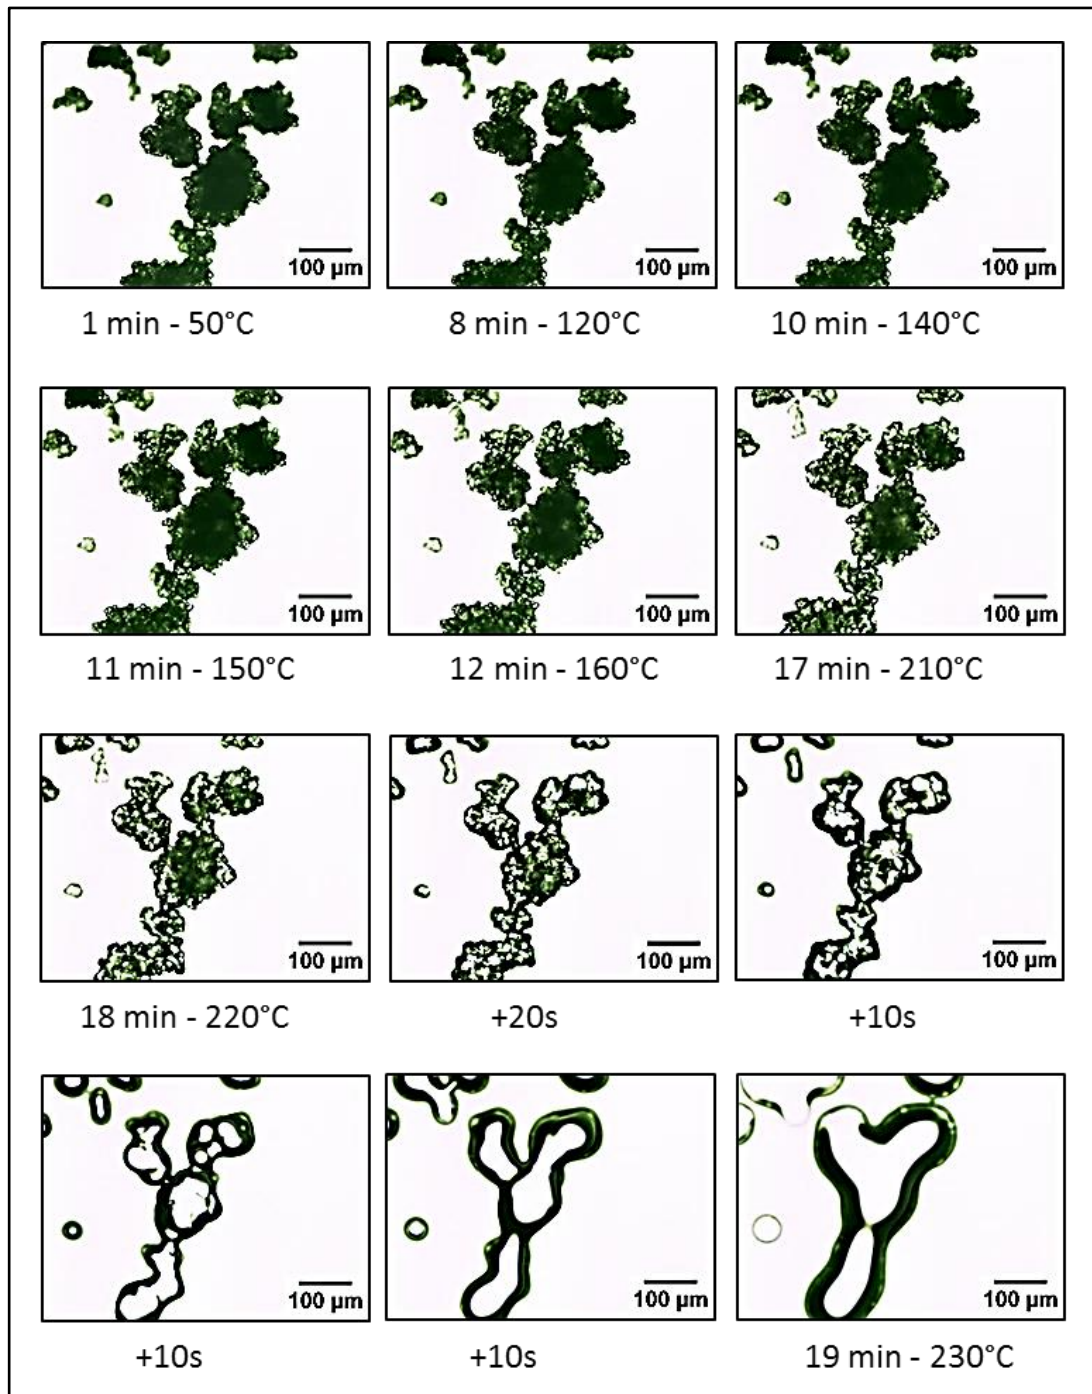 100 µm
100 µm
100 µm
1 min - 50°C
8 min - 120°C
10 min - 140°C
100 µm
100 µm
100 µm
11 min - 150°C
12 min - 160°C
17 min - 210°C
100 µm
100 µm
100 µm
18 min - 220°C
+20s
+10s
100 µm
100 µm
100 µm
+10s
+10s
19 min - 230°C